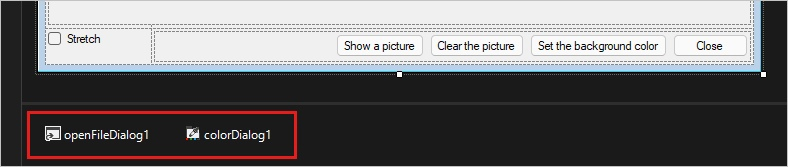 Stretch Show a picture Clear the picture Set the background color Close
openFileDialog1 colorDialog1